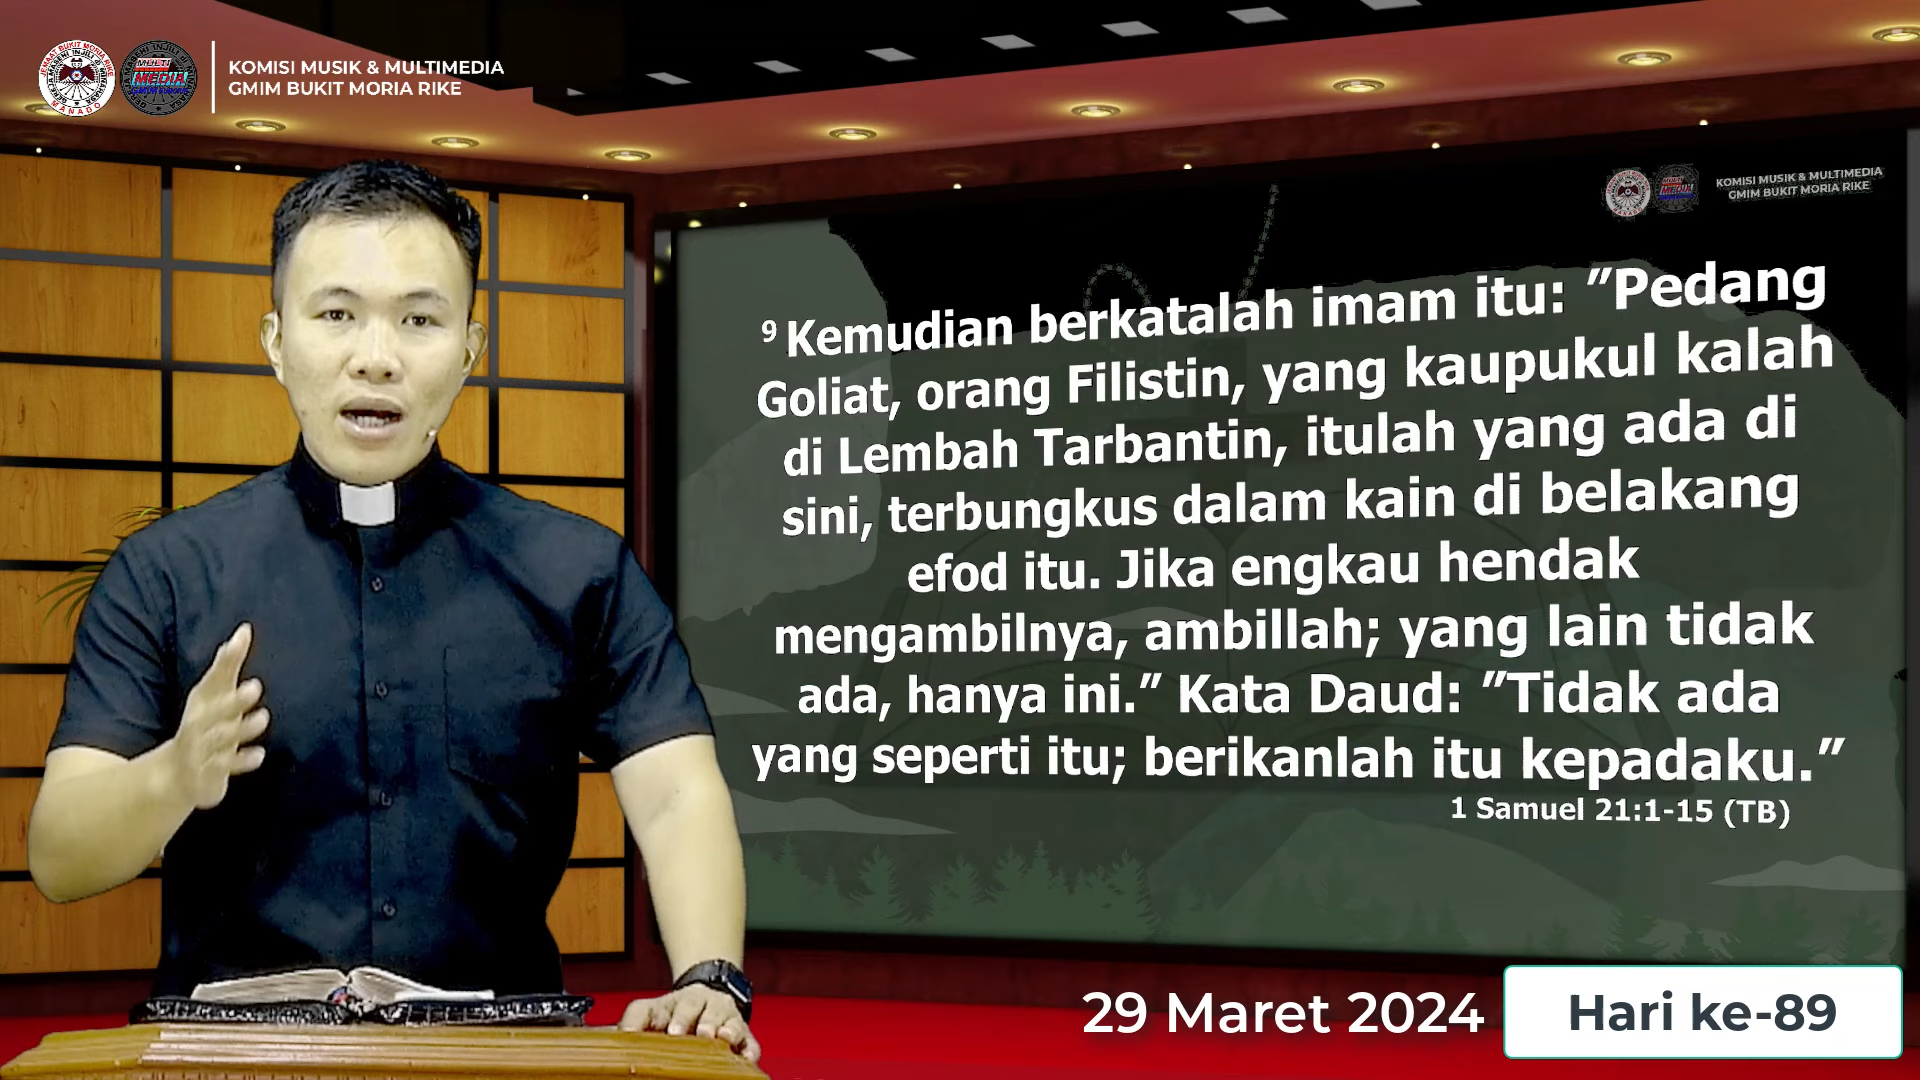 KOMISI MUSIK & MULTIMEDIA
GMIM BUKIT MORIA RIKE
MULTI
MEDIA
MANADO
KOMISI MUSIK & MULTIMEDIA
GMIM BUKIT MORIA RIKE
9 Kemudian berkatalah imam itu: ”Pedang
Goliat, orang Filistin, yang kaupukul kalah
di Lembah Tarbantin, itulah yang ada di
sini, terbungkus dalam kain di belakang
efod itu. Jika engkau hendak
mengambilnya, ambillah; yang lain tidak
ada, hanya ini.” Kata Daud: ”Tidak ada
yang seperti itu; berikanlah itu kepadaku.”
1 Samuel 21:1-15 (TB)
29 Maret 2024
Hari ke-89